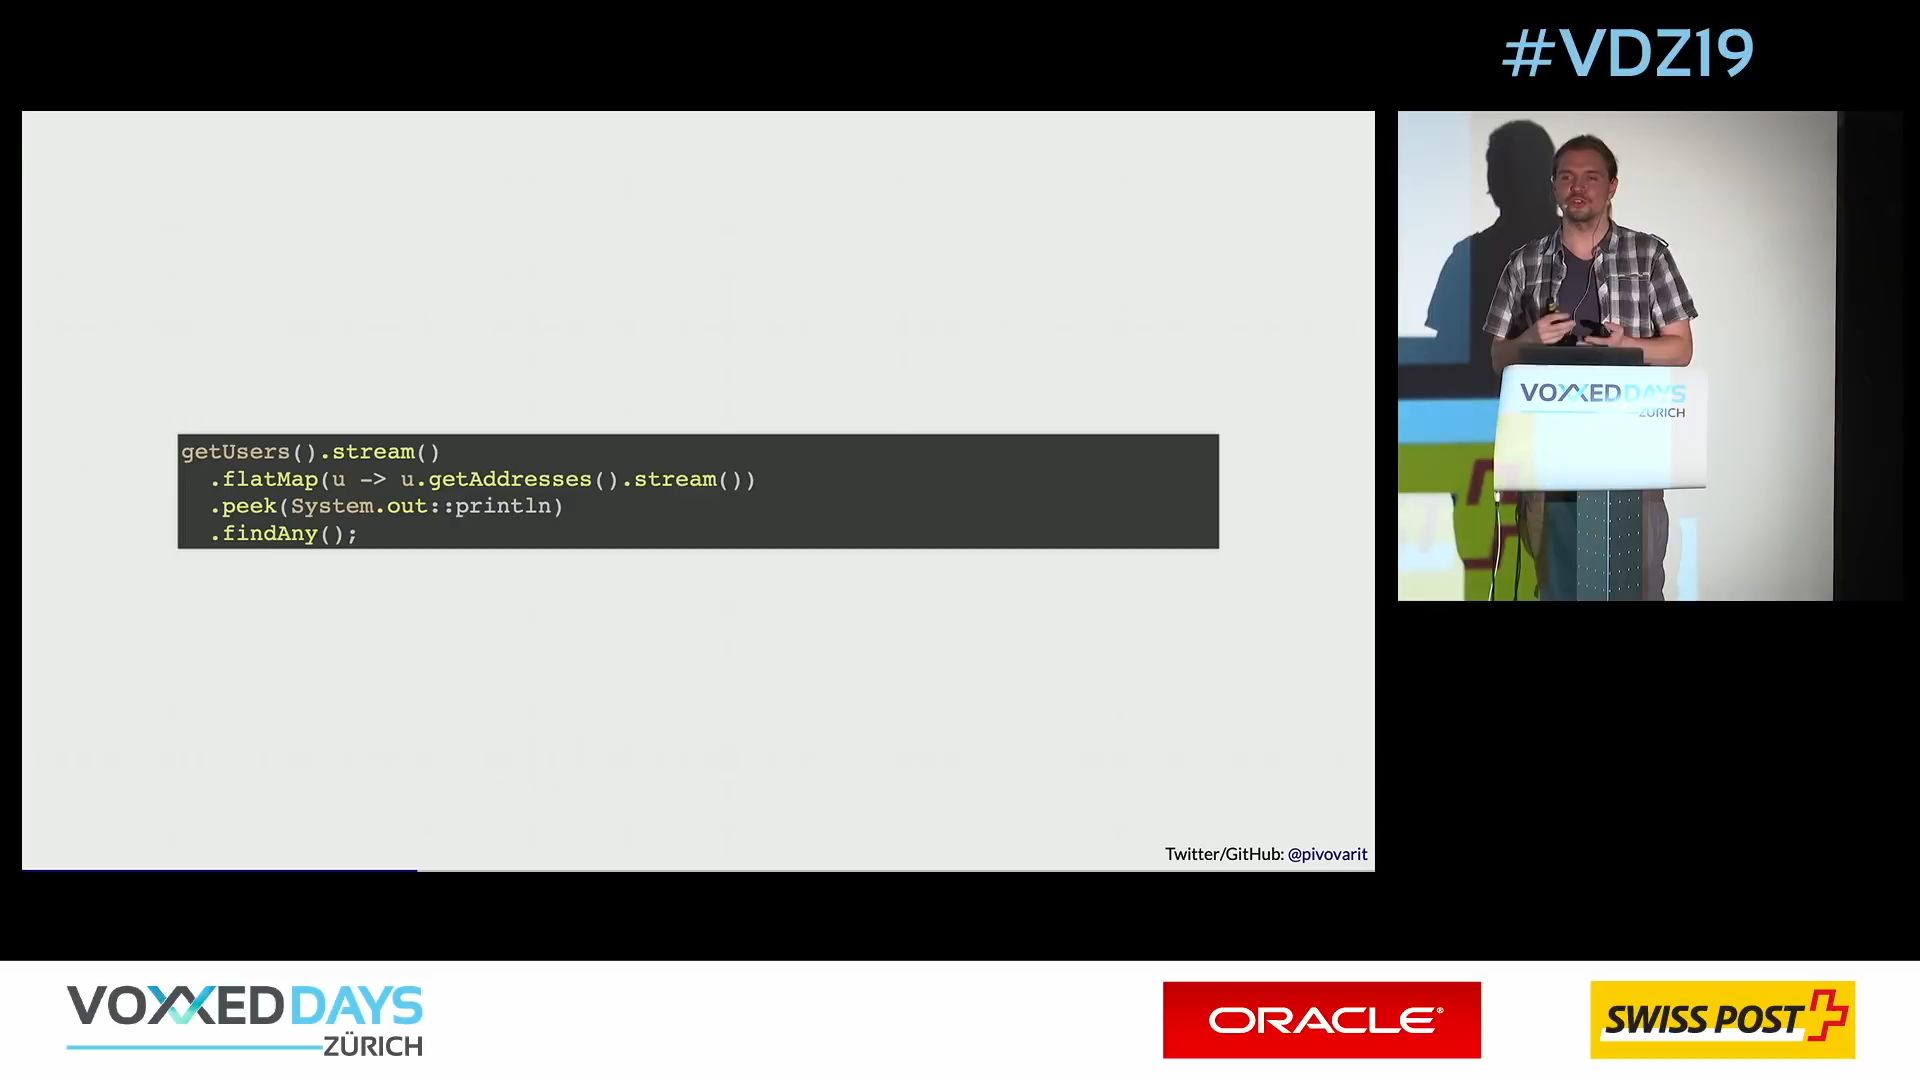 #VDZ19
getUsers().stream()
.flatMap(u -> u.getAddresses().stream())
.peek(System.out::println)
.findAny();
Twitter/GitHub: @pivovarit
VOXXED DAYS
ZÜRICH
VOXXED DAYS
ZÜRICH
ORACLE®
SWISS POST